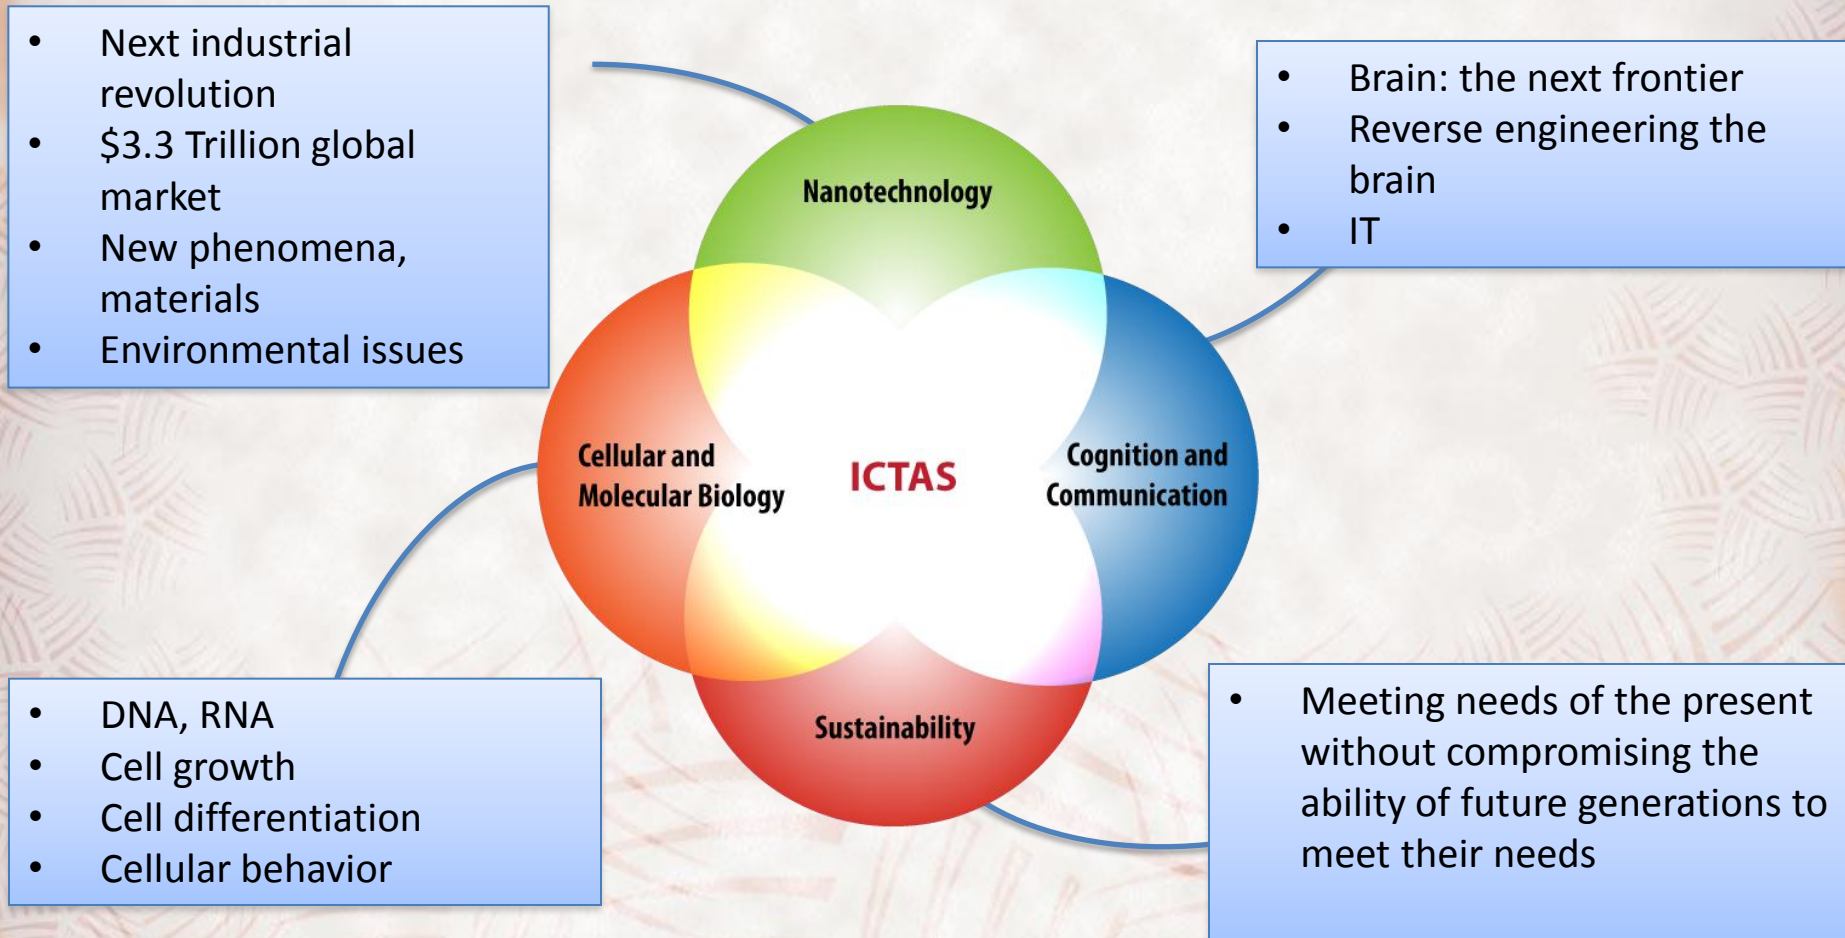 • Next industrial
revolution
• $3.3 Trillion global
market
• New phenomena,
materials
• Environmental issues
• Brain: the next frontier
• Reverse engineering the
brain
• IT
Nanotechnology
Cellular and
Molecular Biology
ICTAS
Cognition and
Communication
Sustainability
• DNA, RNA
• Cell growth
• Cell differentiation
• Cellular behavior
• Meeting needs of the present
without compromising the
ability of future generations to
meet their needs